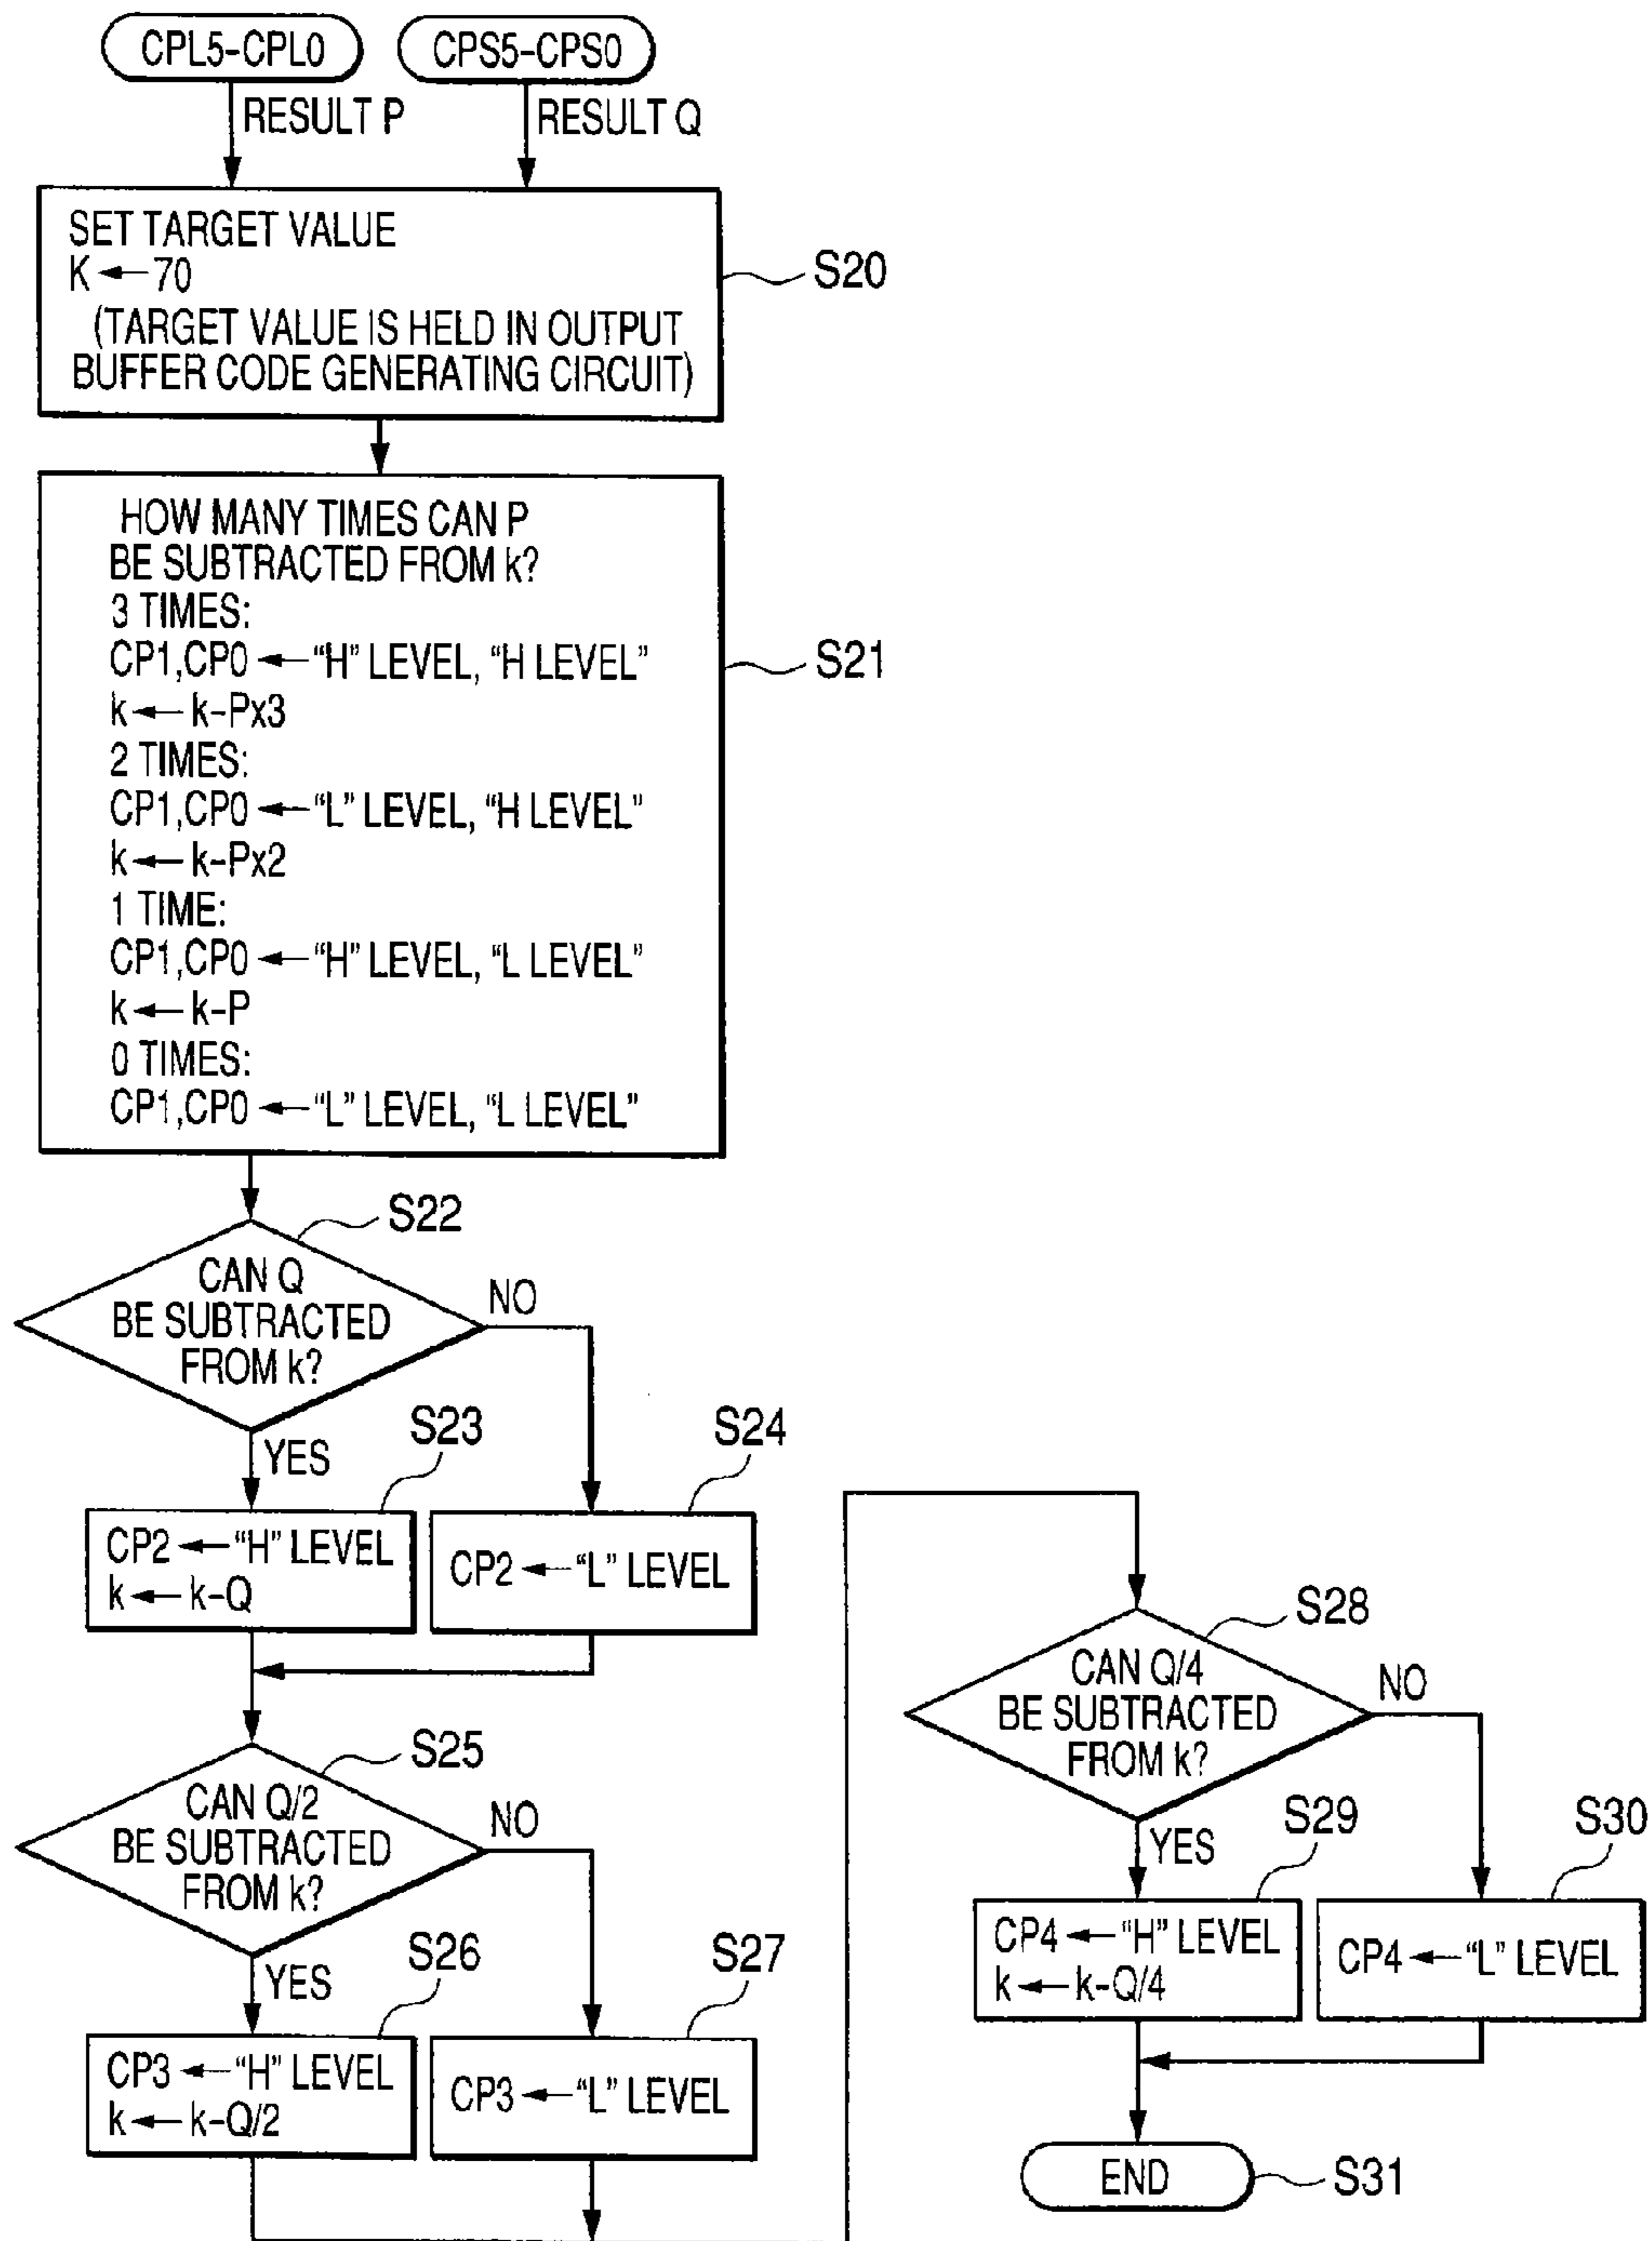 CPL5-CPL0
CPS5-CPS0
RESULT P
RESULT Q
SET TARGET VALUE
K ← 70
(TARGET VALUE IS HELD IN OUTPUT
BUFFER CODE GENERATING CIRCUIT)
S20
HOW MANY TIMES CAN P
BE SUBTRACTED FROM k?
3 TIMES:
CP1,CP0 ← “H” LEVEL, “H LEVEL”
k ← k-Px3
2 TIMES:
CP1,CP0 ← “L” LEVEL, “H LEVEL”
k ← k-Px2
1 TIME:
CP1,CP0 ← “H” LEVEL, “L LEVEL”
k ← k-P
0 TIMES:
CP1,CP0 ← “L” LEVEL, “L LEVEL”
S21
S22
CAN Q
BE SUBTRACTED
FROM k?
NO
YES
S23
CP2 ← “H” LEVEL
k ← k-Q
S24
CP2 ← “L” LEVEL
S25
CAN Q/2
BE SUBTRACTED
FROM k?
NO
YES
S26
CP3 ← “H” LEVEL
k ← k-Q/2
S27
CP3 ← “L” LEVEL
S28
CAN Q/4
BE SUBTRACTED
FROM k?
NO
YES
S29
CP4 ← “H” LEVEL
k ← k-Q/4
S30
CP4 ← “L” LEVEL
END
S31